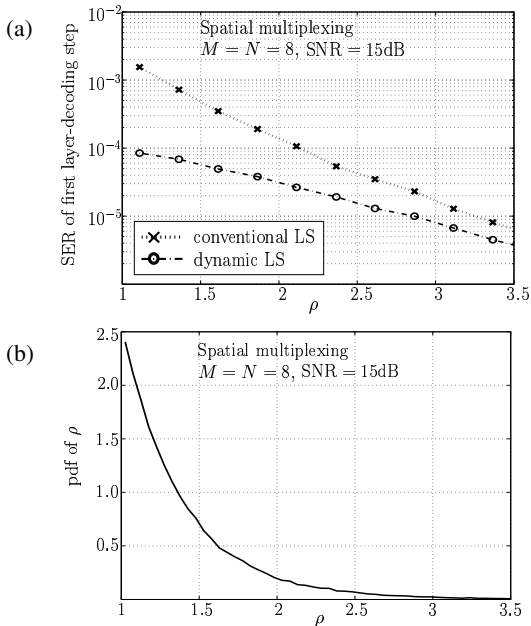 (a)
Spatial multiplexing
M = N = 8, SNR = 15dB
SER of first layer-decoding step
10⁻²
10⁻³
10⁻⁴
10⁻⁵
conventional LS
dynamic LS
1 1.5 2 2.5 3 3.5
ρ
(b)
Spatial multiplexing
M = N = 8, SNR = 15dB
pdf of ρ
2.5
2.0
1.5
1.0
0.5
1 1.5 2 2.5 3 3.5
ρ